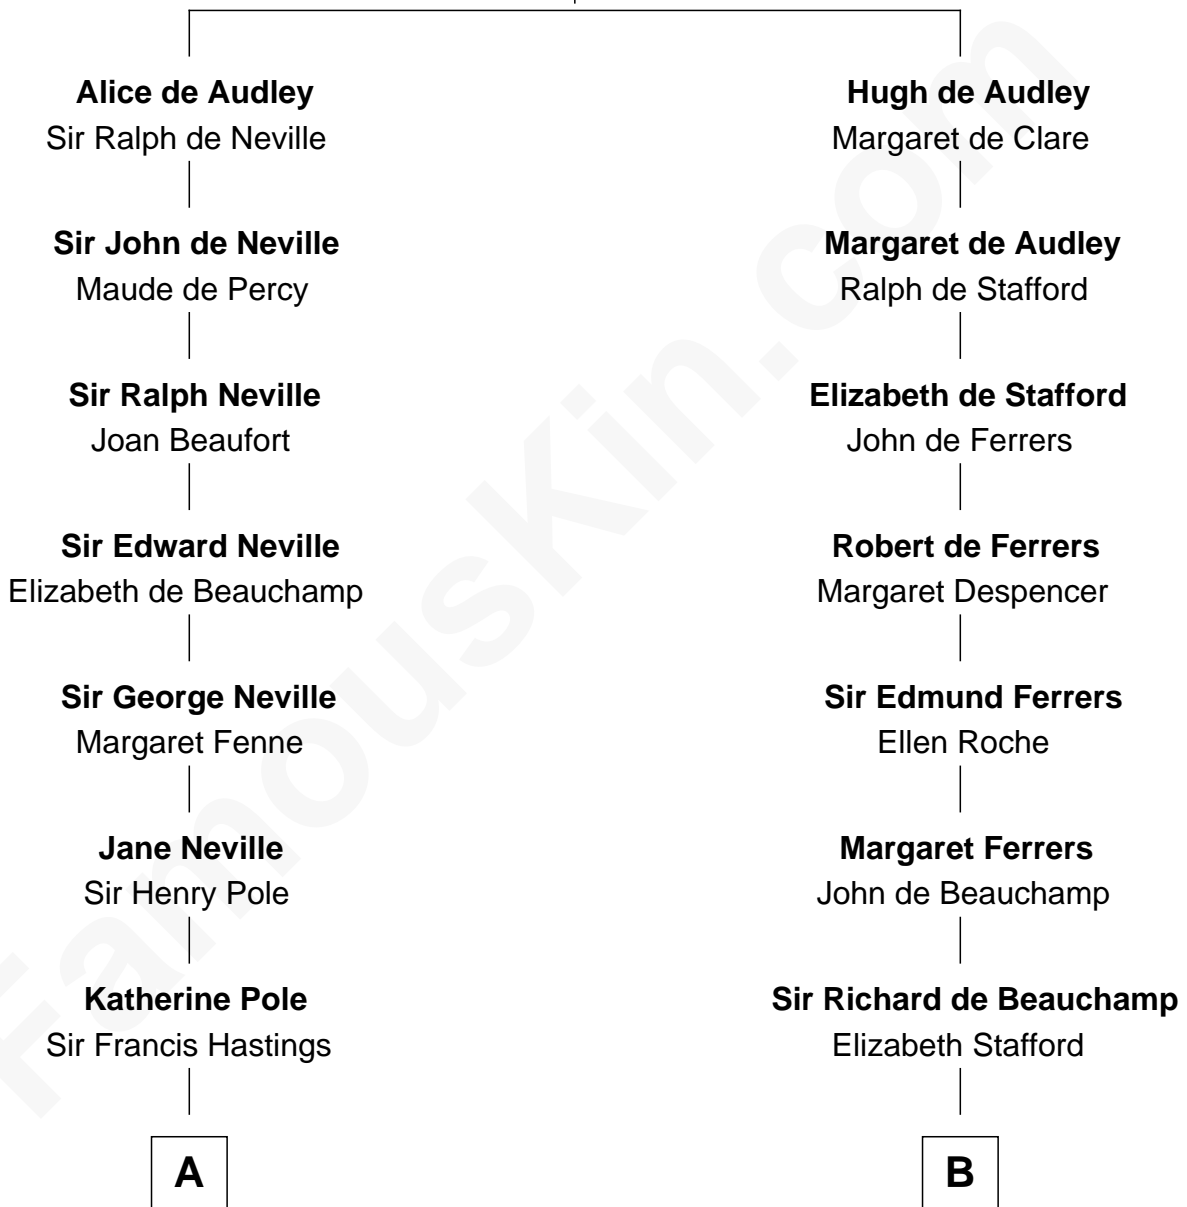 Alice de Audley
Sir Ralph de Neville
Sir John de Neville
Maude de Percy
Sir Ralph Neville
Joan Beaufort
Sir Edward Neville
Elizabeth de Beauchamp
Sir George Neville
Margaret Fenne
Jane Neville
Sir Henry Pole
Katherine Pole
Sir Francis Hastings
A
Hugh de Audley
Margaret de Clare
Margaret de Audley
Ralph de Stafford
Elizabeth de Stafford
John de Ferrers
Robert de Ferrers
Margaret Despencer
Sir Edmund Ferrers
Ellen Roche
Margaret Ferrers
John de Beauchamp
Sir Richard de Beauchamp
Elizabeth Stafford
B
FamousKin.com